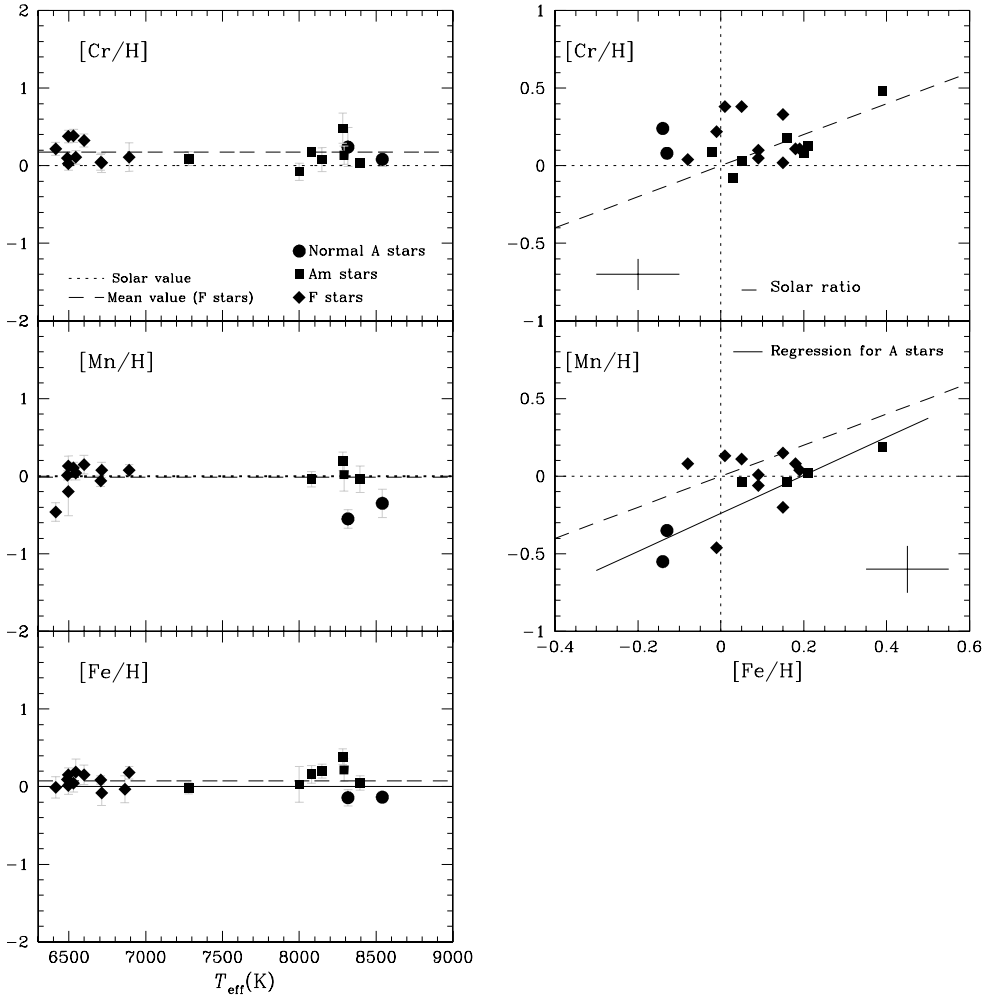 2
[Cr/H]
1
0
-1
Normal A stars
Am stars
F stars
Solar value
Mean value (F stars)
-2
[Mn/H]
1
0
-1
-2
[Fe/H]
1
0
-1
-2
6500 7000 7500 8000 8500 9000
Teff(K)
1
[Cr/H]
0.5
0
-0.5
Solar ratio
-1
[Mn/H]
Regression for A stars
0.5
0
-0.5
-1
-0.4 -0.2 0 0.2 0.4 0.6
[Fe/H]